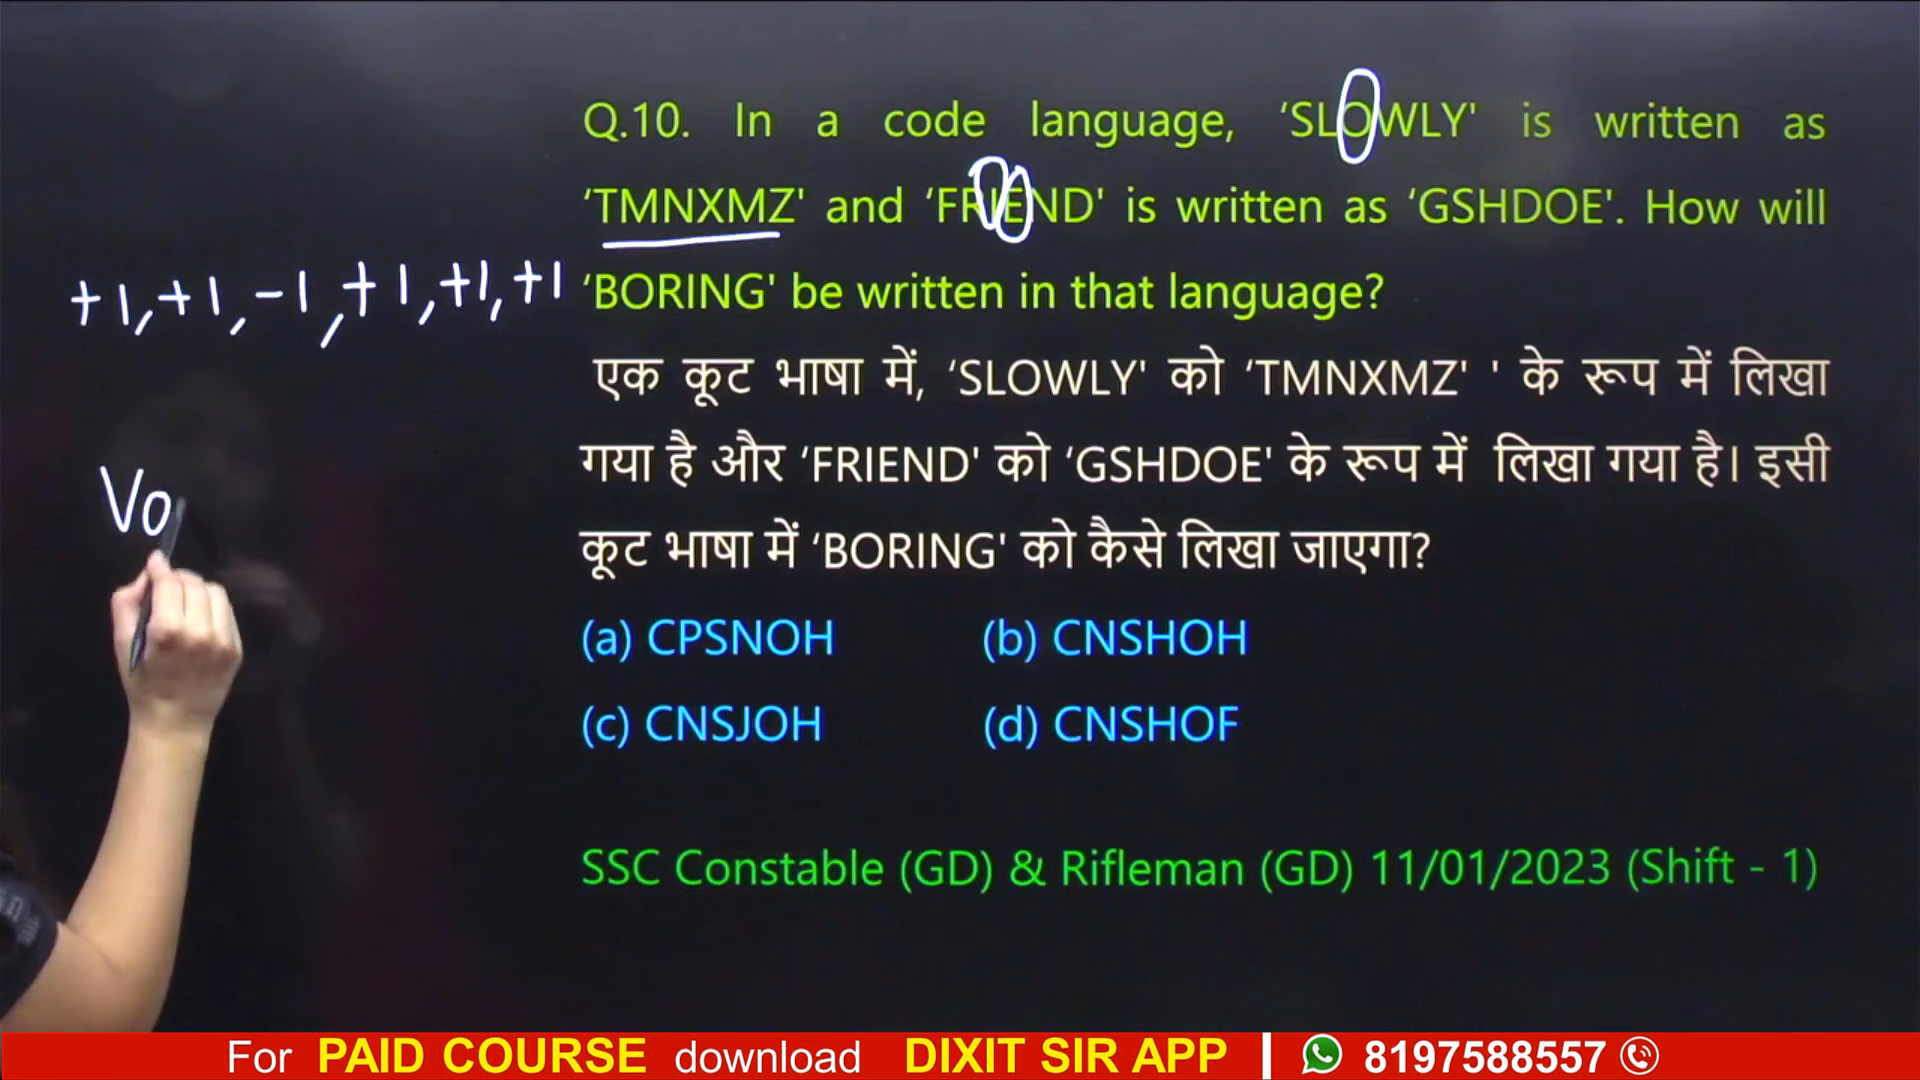 Q.10. In a code language, ‘SLOWLY' is written as
‘TMNXMZ' and ‘FRIEND' is written as ‘GSHDOE'. How will
+1,+1,-1,+1,+1,+1
‘BORING' be written in that language?
एक कूट भाषा में, ‘SLOWLY' को ‘TMNXMZ' ' के रूप में लिखा
गया है और ‘FRIEND' को ‘GSHDOE' के रूप में लिखा गया है। इसी
Vo
कूट भाषा में ‘BORING' को कैसे लिखा जाएगा?
(a) CPSNOH (b) CNSHOH
(c) CNSJOH (d) CNSHOF
SSC Constable (GD) & Rifleman (GD) 11/01/2023 (Shift - 1)
For PAID COURSE download DIXIT SIR APP | 8197588557